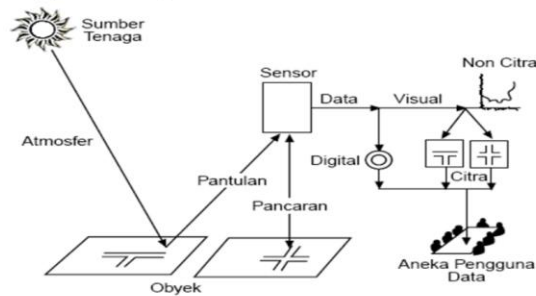 Sumber
Tenaga
Non Citra
Sensor
Data
Visual
Atmosfer
Digital
Citra
Pantulan
Pancaran
Aneka Pengguna
Data
Obyek